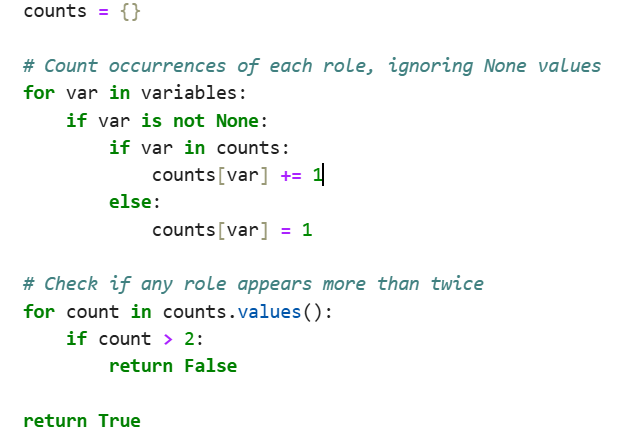 counts = {}
# Count occurrences of each role, ignoring None values
for var in variables:
    if var is not None:
        if var in counts:
            counts[var] += 1
        else:
            counts[var] = 1
# Check if any role appears more than twice
for count in counts.values():
    if count > 2:
        return False
return True